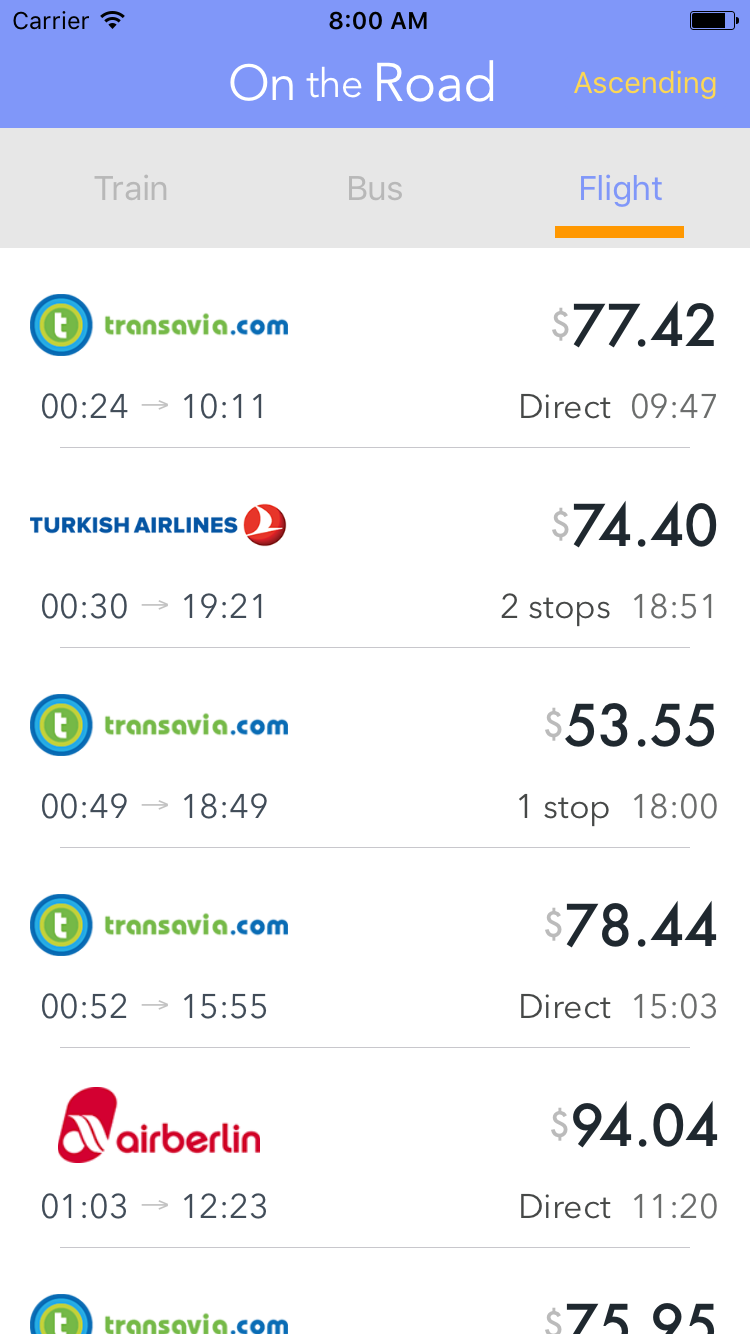 Carrier 8:00 AM
On the Road Ascending
Train Bus Flight
t transavia.com $77.42
00:24 → 10:11 Direct 09:47
TURKISH AIRLINES $74.40
00:30 → 19:21 2 stops 18:51
t transavia.com $53.55
00:49 → 18:49 1 stop 18:00
t transavia.com $78.44
00:52 → 15:55 Direct 15:03
airberlin $94.04
01:03 → 12:23 Direct 11:20
t transavia.com $75.95